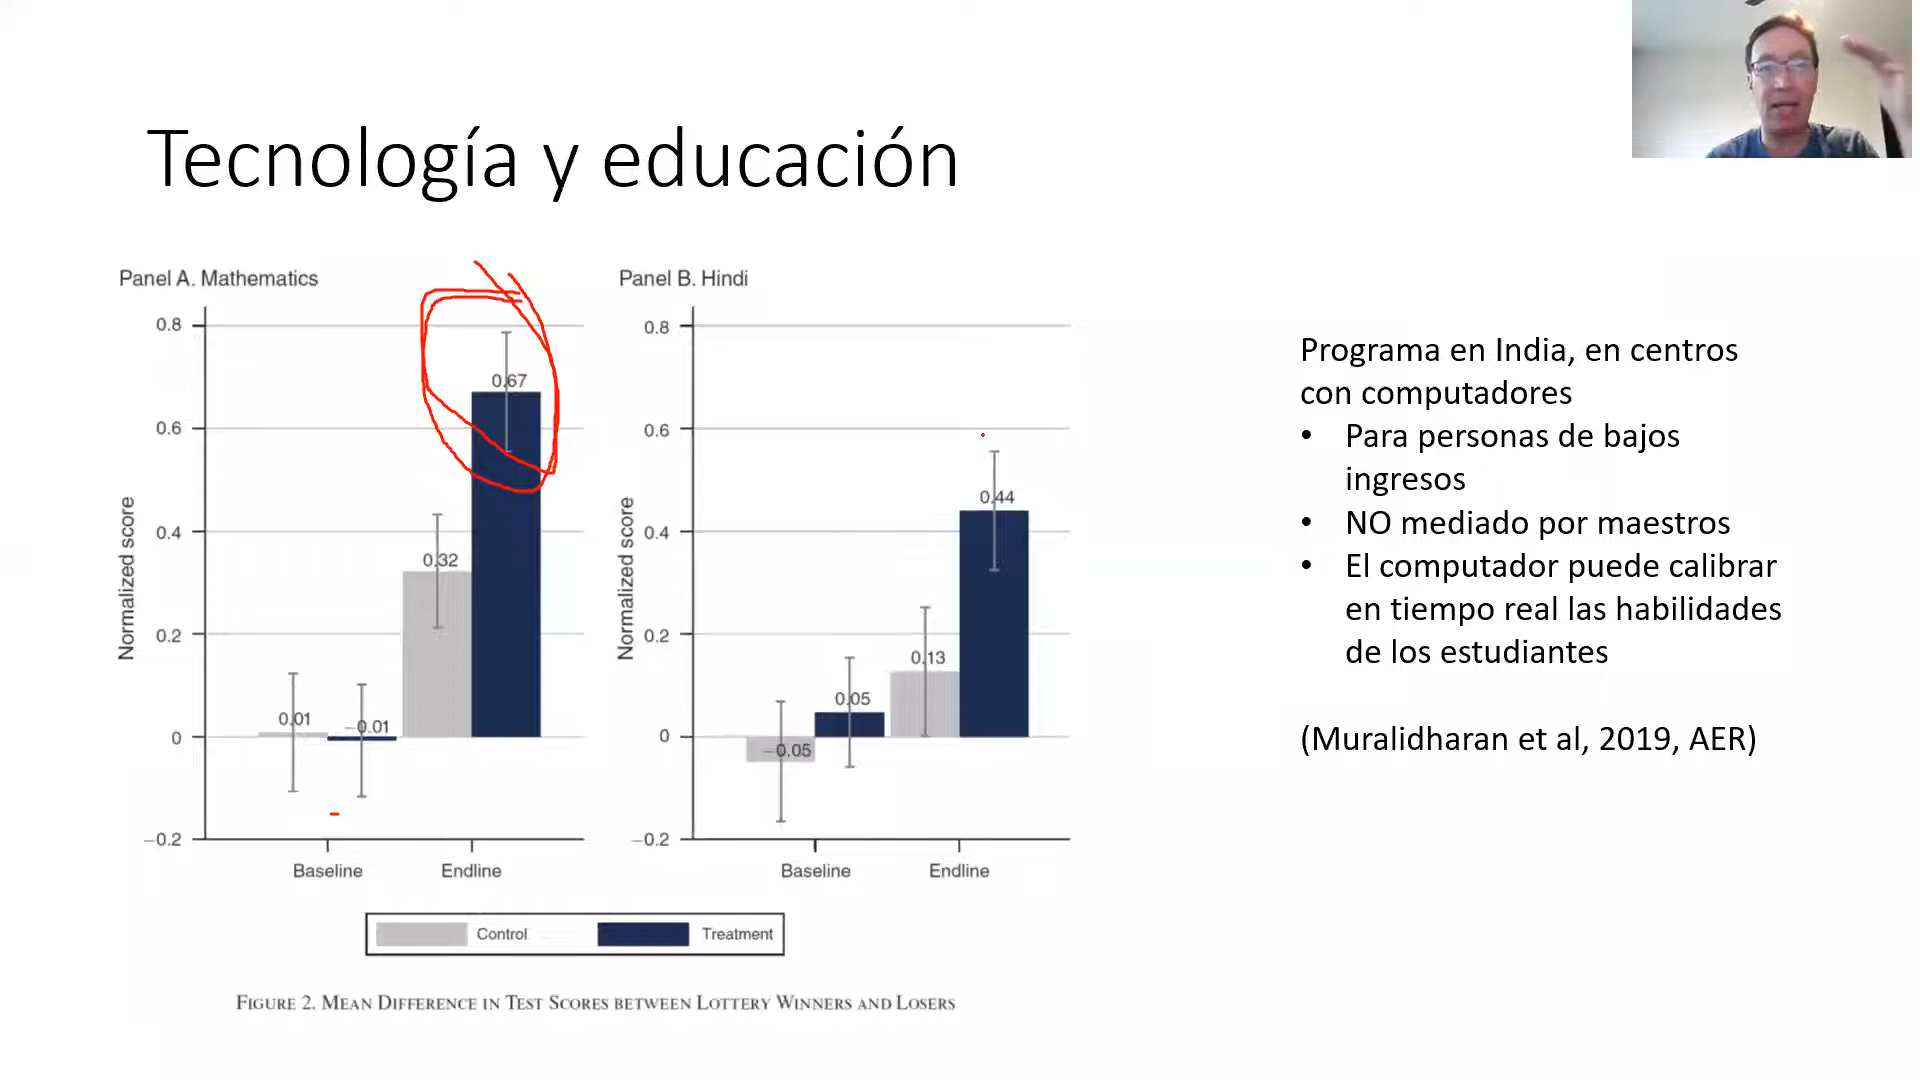 Tecnología y educación
Panel A. Mathematics
0.8
0.6
0.4
0.2
0
−0.2
Normalized score
0.01
−0.01
0.32
0.67
Baseline
Endline
Panel B. Hindi
0.8
0.6
0.4
0.2
0
−0.2
Normalized score
−0.05
0.05
0.13
0.44
Baseline
Endline
Control
Treatment
FIGURE 2. MEAN DIFFERENCE IN TEST SCORES BETWEEN LOTTERY WINNERS AND LOSERS
Programa en India, en centros
con computadores
• Para personas de bajos
ingresos
• NO mediado por maestros
• El computador puede calibrar
en tiempo real las habilidades
de los estudiantes
(Muralidharan et al, 2019, AER)